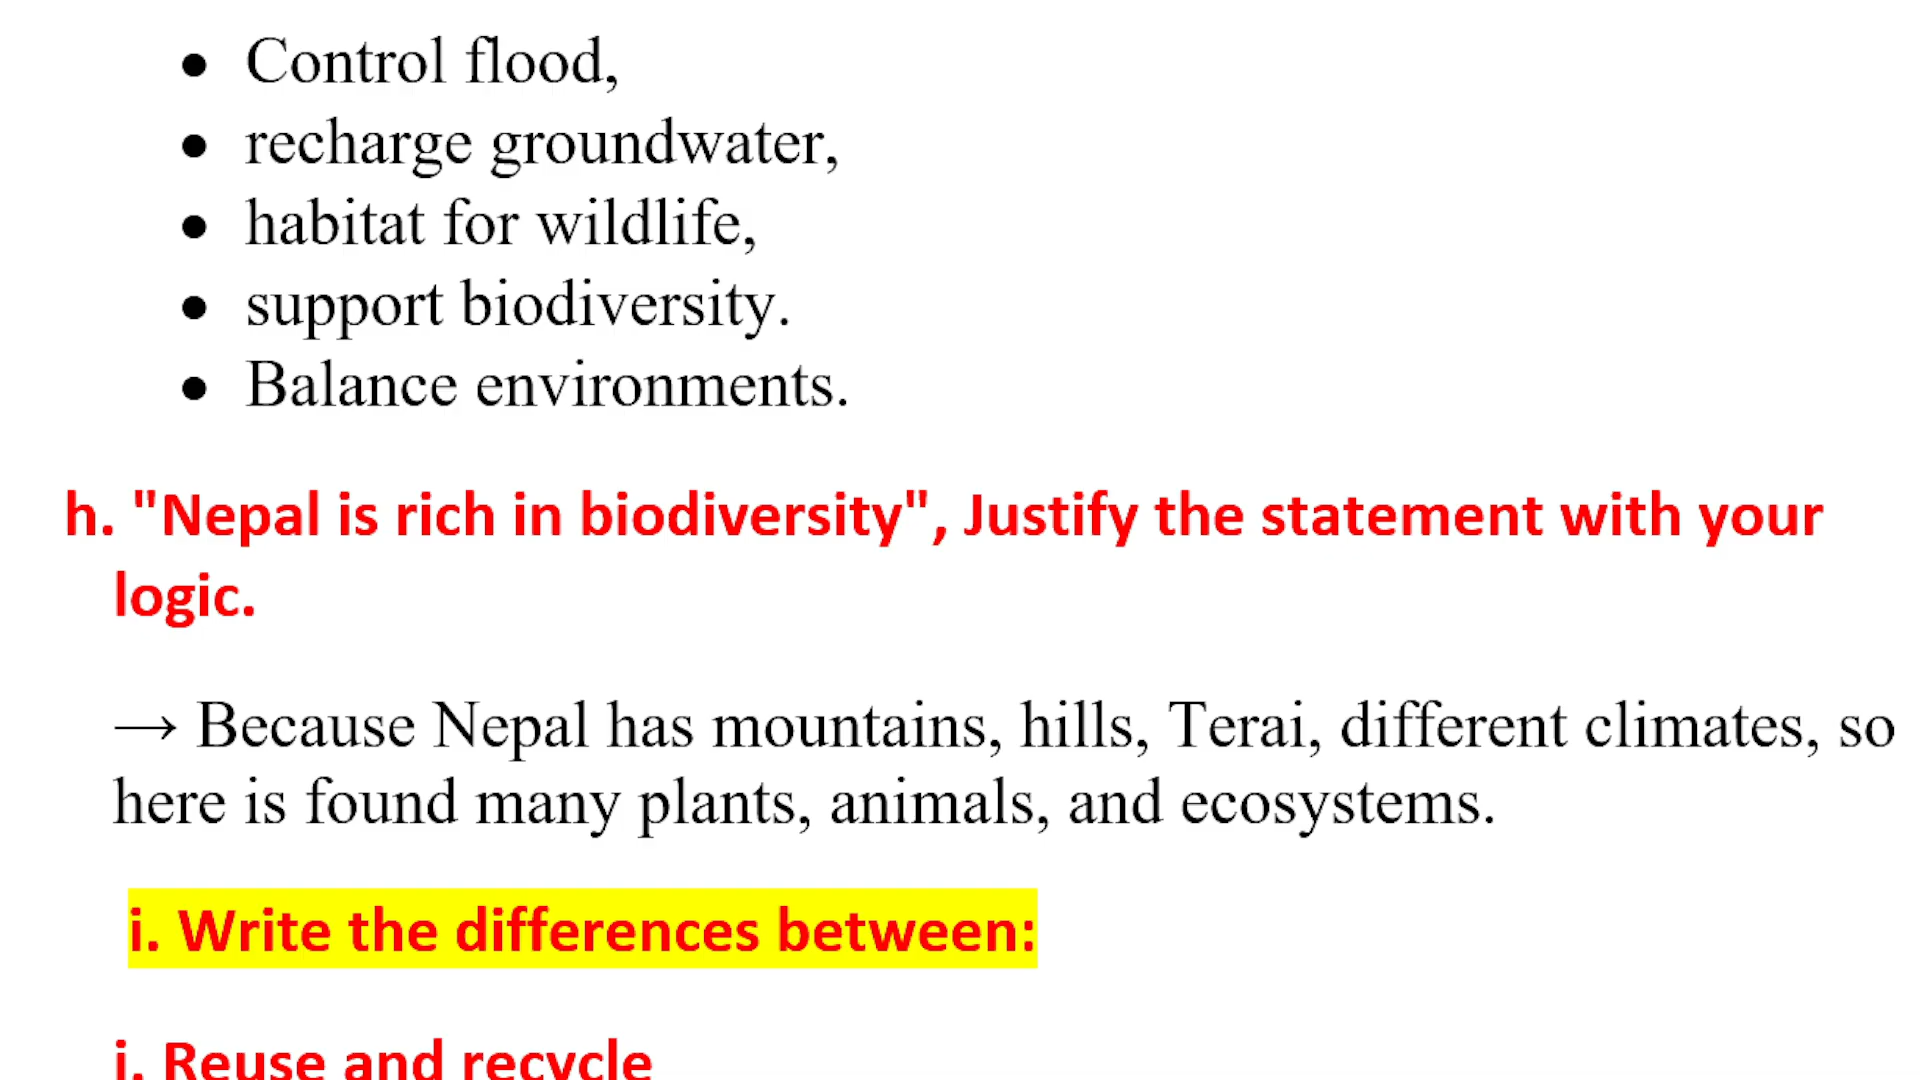 • Control flood,
• recharge groundwater,
• habitat for wildlife,
• support biodiversity.
• Balance environments.
h. "Nepal is rich in biodiversity", Justify the statement with your
logic.
→ Because Nepal has mountains, hills, Terai, different climates, so
here is found many plants, animals, and ecosystems.
i. Write the differences between:
i. Reuse and recycle